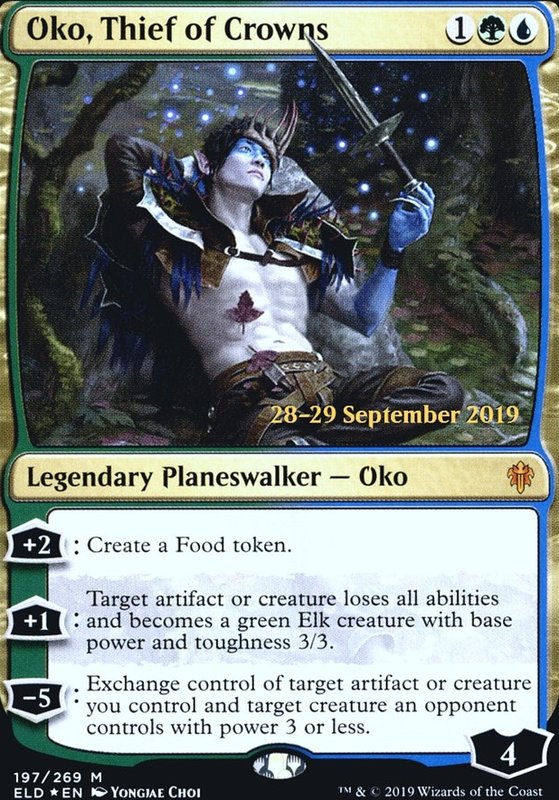 Oko, Thief of Crowns 1
28–29 September 2019
Legendary Planeswalker — Oko
+2 : Create a Food token.
+1 : Target artifact or creature loses all abilities
and becomes a green Elk creature with base
power and toughness 3/3.
-5 : Exchange control of target artifact or creature
you control and target creature an opponent
controls with power 3 or less.
4
197/269 M
ELD ★ EN Yongjae Choi
™ & © 2019 Wizards of the Coast